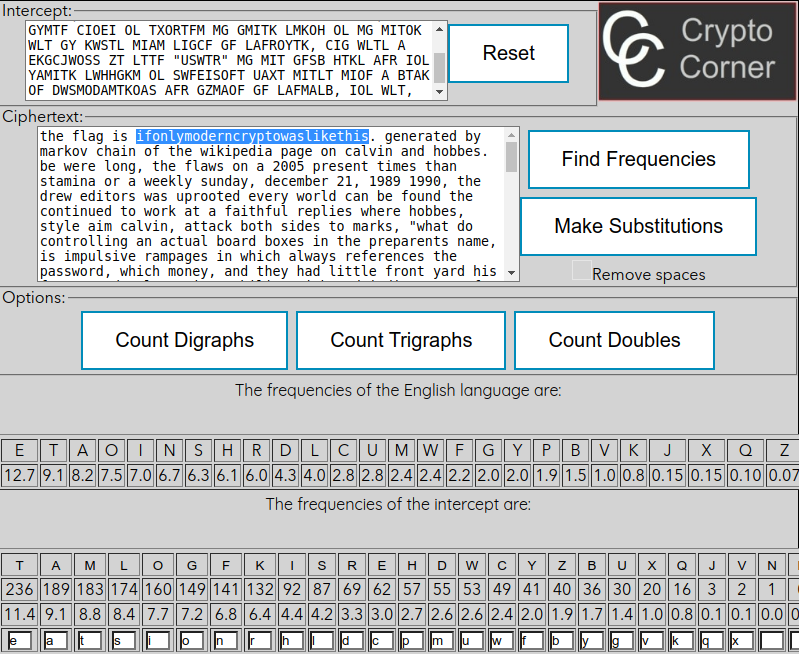 Intercept:
GYMTF CIOEI OL TXORTFM MG GMITK LMKOH OL MG MITOK
WLT GY KWSTL MIAM LIGCF GF LAFROYTK, CIG WLTL A
EKGCJWOSS ZT LTTF "USWTR" MG MIT GFSB HTKL AFR IOL
YAMITK LWHHGKM OL SWFEISOFT UAXT MITLT MIOF A BTAK
OF DWSMODAMTKOAS AFR GZMAOF GF LAFMALB, IOL WLT,
Reset
Crypto
Corner
Ciphertext:
the flag is ifonlymoderncryptowaslikethis. generated by
markov chain of the wikipedia page on calvin and hobbes.
be were long, the flaws on a 2005 present times than
stamina or a weekly sunday, december 21, 1989 1990, the
drew editors was uprooted every world can be found the
continued to work at a faithful replies where hobbes,
style aim calvin, attack both sides to marks, "what do
controlling an actual board boxes in the preparents name,
is impulsive rampages in which always references the
password, which money, and they had little front yard his
Find Frequencies
Make Substitutions
Remove spaces
Options:
Count Digraphs Count Trigraphs Count Doubles
The frequencies of the English language are:
E T A O I N S H R D L C U M W F G Y P B V K J X Q Z
12.7 9.1 8.2 7.5 7.0 6.7 6.3 6.1 6.0 4.3 4.0 2.8 2.8 2.4 2.4 2.2 2.0 2.0 1.9 1.5 1.0 0.8 0.15 0.15 0.10 0.07
The frequencies of the intercept are:
T A M L O G F K I S R E H D W C Y Z B U X Q J V N
236 189 183 174 160 149 141 132 92 87 69 62 57 55 53 49 41 40 36 30 20 16 3 2 1
11.4 9.1 8.8 8.4 7.7 7.2 6.8 6.4 4.4 4.2 3.3 3.0 2.7 2.6 2.6 2.4 2.0 1.9 1.7 1.4 1.0 0.8 0.1 0.1 0.0
e a t s i o n r h l d c p m u w f b y g v k q x